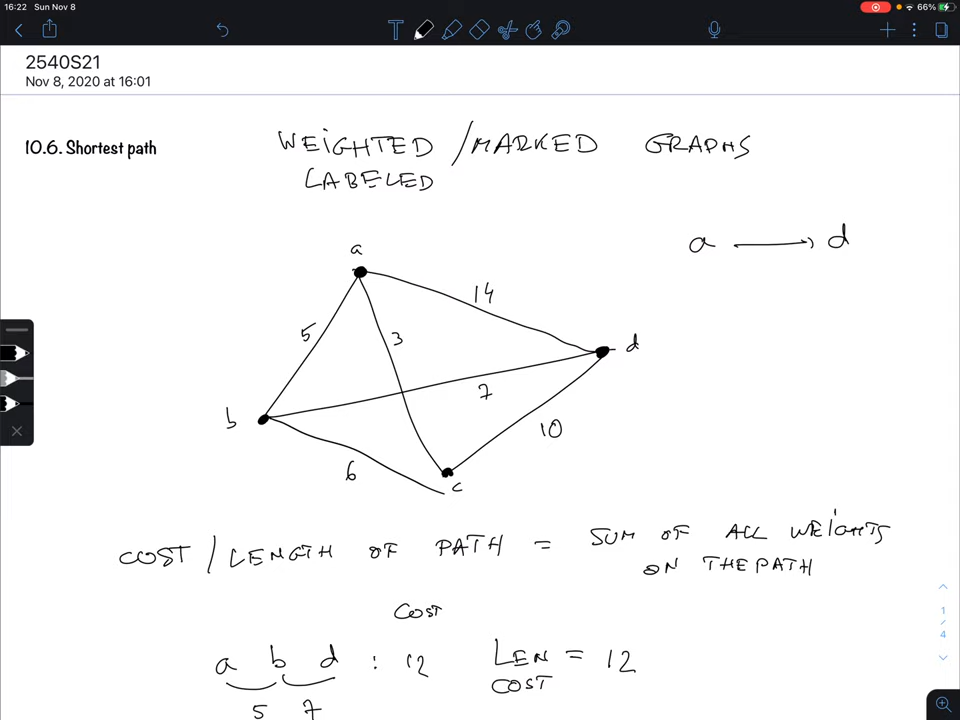 16:22 Sun Nov 8
66%
T
2540S21
Nov 8, 2020 at 16:01
10.6. Shortest path
WEIGHTED / MARKED GRAPHS
LABELED
a → d
a
14
5
3
d
7
b
10
6
c
COST / LENGTH OF PATH = SUM OF ALL WEIGHTS
ON THE PATH
1
/
4
COST
a b d : 12 LEN = 12
COST
5 7